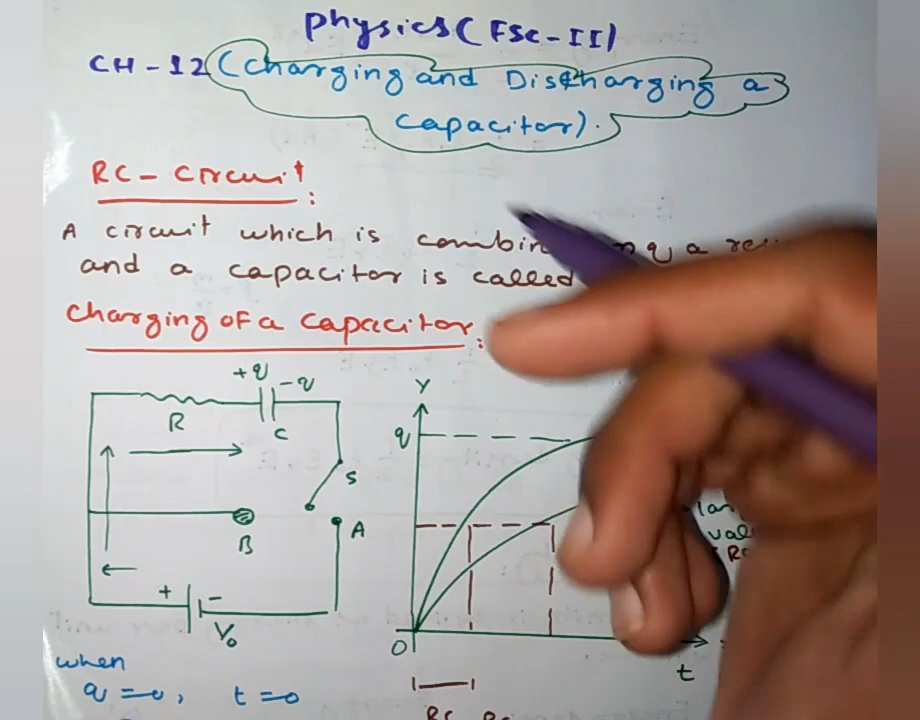 Physics (FSc-II)
CH-12 (Charging and Discharging a
Capacitor).
RC-Circuit:
A circuit which is a
and a capacitor is called
Charging of a Capacitor:
+q -q
R C
S
A
B
+ -
V₀
Y
q
O
t
when
q=0, t=0
RC